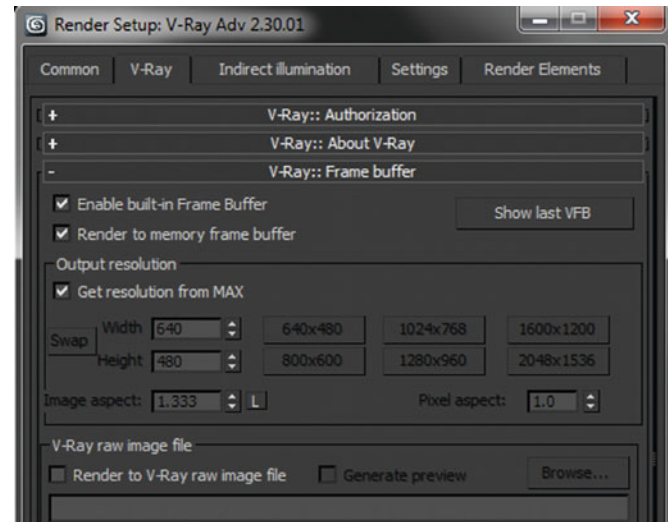 Render Setup: V-Ray Adv 2.30.01
Common V-Ray Indirect illumination Settings Render Elements
+ V-Ray:: Authorization
+ V-Ray:: About V-Ray
- V-Ray:: Frame buffer
Enable built-in Frame Buffer
Show last VFB
Render to memory frame buffer
Output resolution
Get resolution from MAX
Swap
Width 640 640x480 1024x768 1600x1200
Height 480 800x600 1280x960 2048x1536
Image aspect: 1.333 L Pixel aspect: 1.0
V-Ray raw image file
Render to V-Ray raw image file Generate preview Browse...